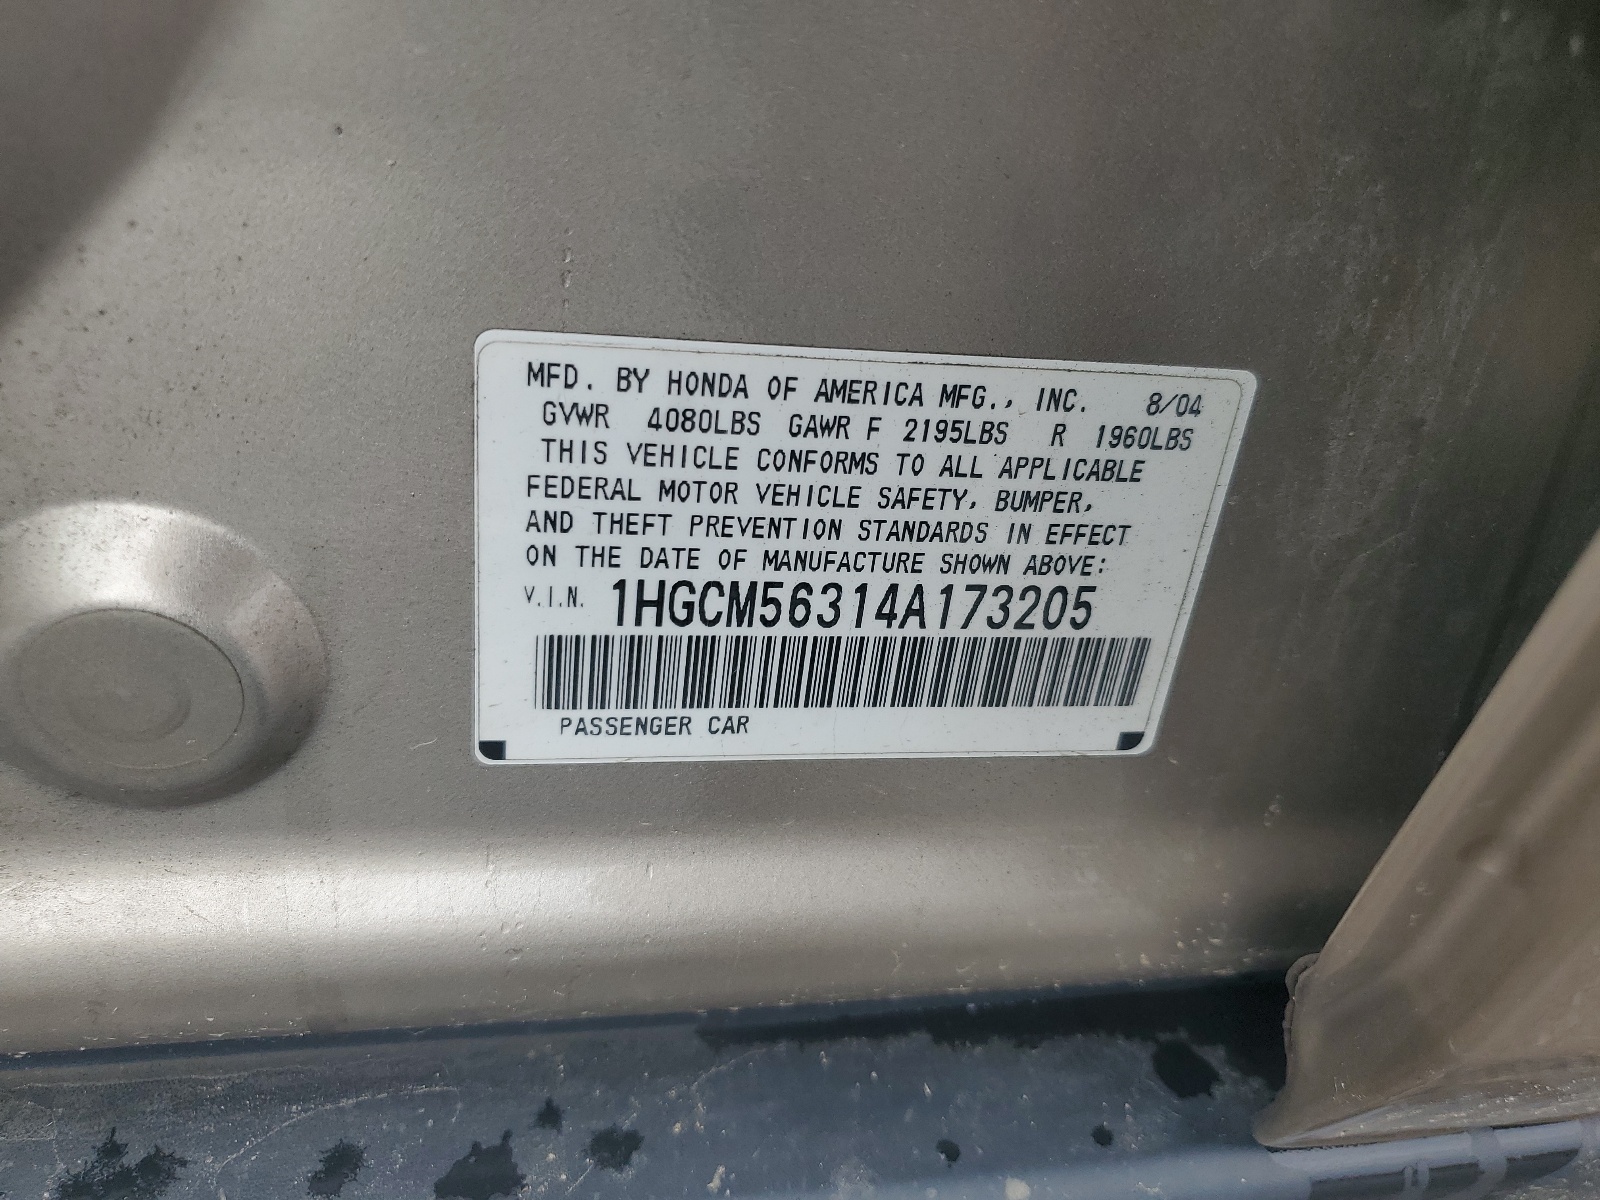 MFD. BY HONDA OF AMERICA MFG., INC. 8/04
GVWR 4080LBS GAWR F 2195LBS R 1960LBS
THIS VEHICLE CONFORMS TO ALL APPLICABLE
FEDERAL MOTOR VEHICLE SAFETY, BUMPER,
AND THEFT PREVENTION STANDARDS IN EFFECT
ON THE DATE OF MANUFACTURE SHOWN ABOVE:
V.I.N. 1HGCM56314A173205
PASSENGER CAR